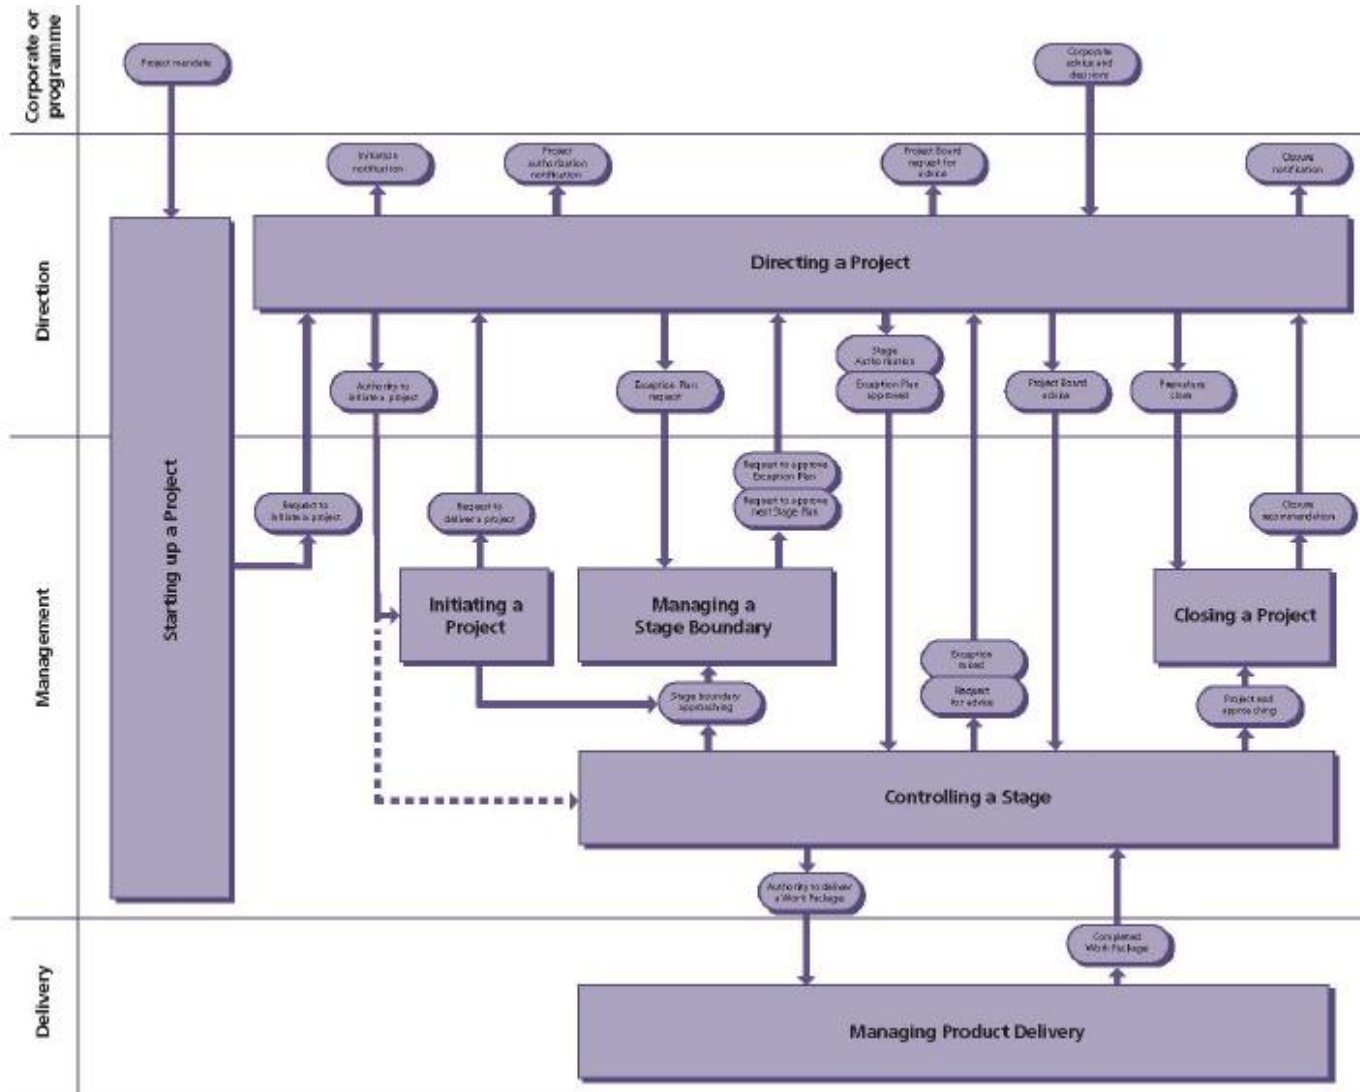 Corporate or
programme
Project mandate
Corporate
advice and
decisions
Direction
Initiation
notification
Project
authorization
notification
Project Board
request for
advice
Closure
notification
Directing a Project
Authority to
initiate a project
Exception Plan
request
Stage
Authorization
Exception Plan
approved
Project Board
advice
Premature
close
Management
Starting up a Project
Request to
initiate a project
Request to
deliver a project
Request to approve
Exception Plan
Request to approve
next Stage Plan
Closure
recommendation
Initiating a
Project
Managing a
Stage Boundary
Closing a Project
Exception
raised
Request
for advice
Stage boundary
approaching
Project end
approaching
Controlling a Stage
Authority to deliver
a Work Package
Delivery
Completed
Work Package
Managing Product Delivery